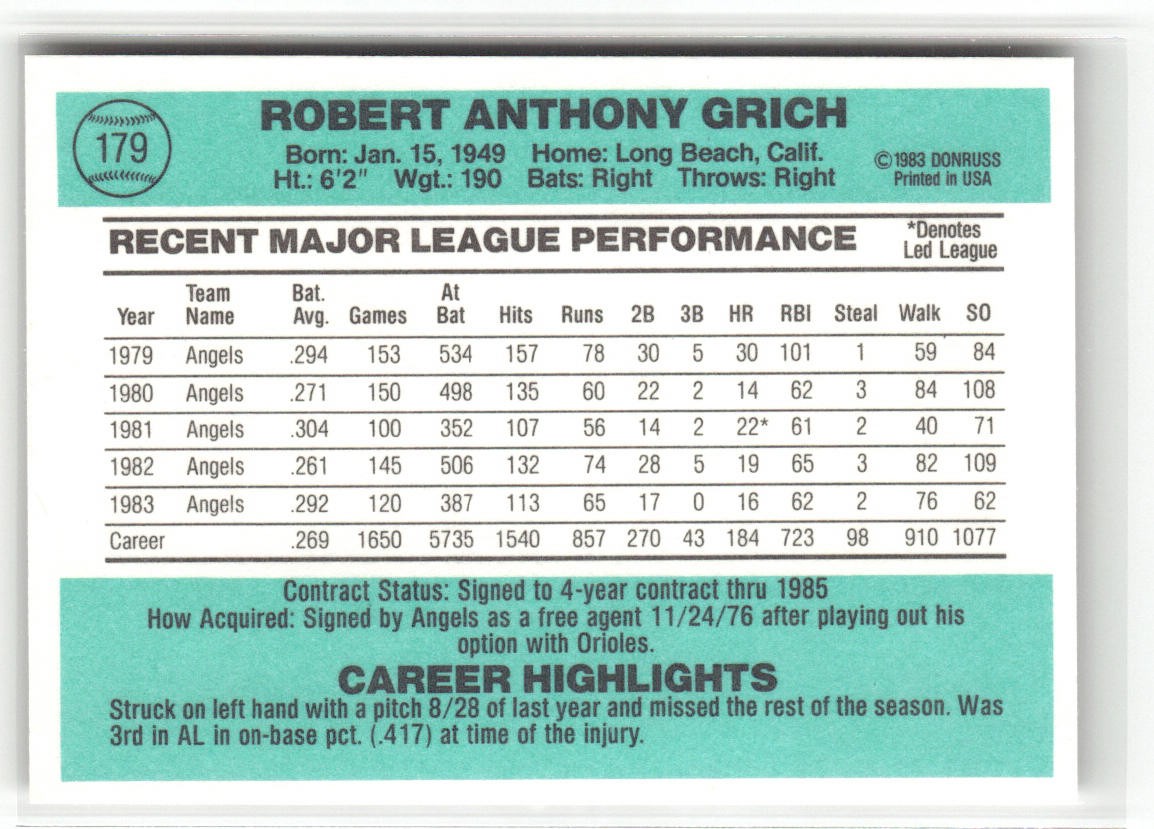 179
ROBERT ANTHONY GRICH
Born: Jan. 15, 1949 Home: Long Beach, Calif.
Ht.: 6'2" Wgt.: 190 Bats: Right Throws: Right
©1983 DONRUSS
Printed in USA
RECENT MAJOR LEAGUE PERFORMANCE
*Denotes
Led League
Year Team Name Bat. Avg. Games At Bat Hits Runs 2B 3B HR RBI Steal Walk SO
1979 Angels .294 153 534 157 78 30 5 30 101 1 59 84
1980 Angels .271 150 498 135 60 22 2 14 62 3 84 108
1981 Angels .304 100 352 107 56 14 2 22* 61 2 40 71
1982 Angels .261 145 506 132 74 28 5 19 65 3 82 109
1983 Angels .292 120 387 113 65 17 0 16 62 2 76 62
Career .269 1650 5735 1540 857 270 43 184 723 98 910 1077
Contract Status: Signed to 4-year contract thru 1985
How Acquired: Signed by Angels as a free agent 11/24/76 after playing out his
option with Orioles.
CAREER HIGHLIGHTS
Struck on left hand with a pitch 8/28 of last year and missed the rest of the season. Was
3rd in AL in on-base pct. (.417) at time of the injury.